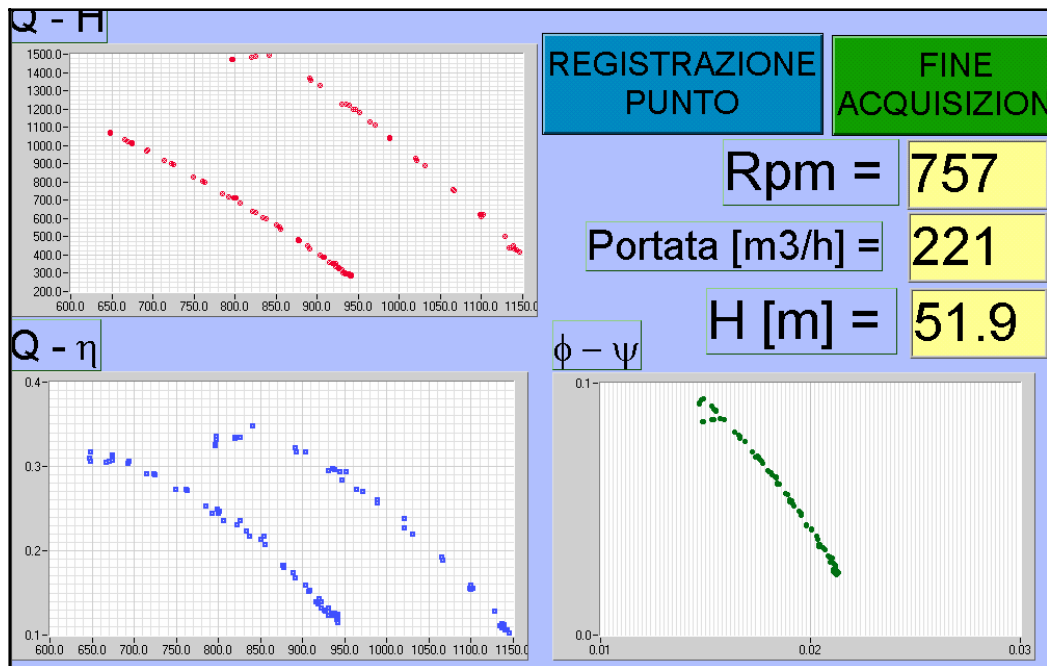 Q - H
1500.0
1400.0
1300.0
1200.0
1100.0
1000.0
900.0
800.0
700.0
600.0
500.0
400.0
300.0
200.0
600.0 650.0 700.0 750.0 800.0 850.0 900.0 950.0 1000.0 1050.0 1100.0 1150.0
REGISTRAZIONE
PUNTO
FINE
ACQUISIZION
Rpm = 757
Portata [m3/h] = 221
H [m] = 51.9
Q - η
0.4
0.3
0.2
0.1
600.0 650.0 700.0 750.0 800.0 850.0 900.0 950.0 1000.0 1050.0 1100.0 1150.0
ϕ – ψ
0.1
0.0
0.01 0.02 0.03